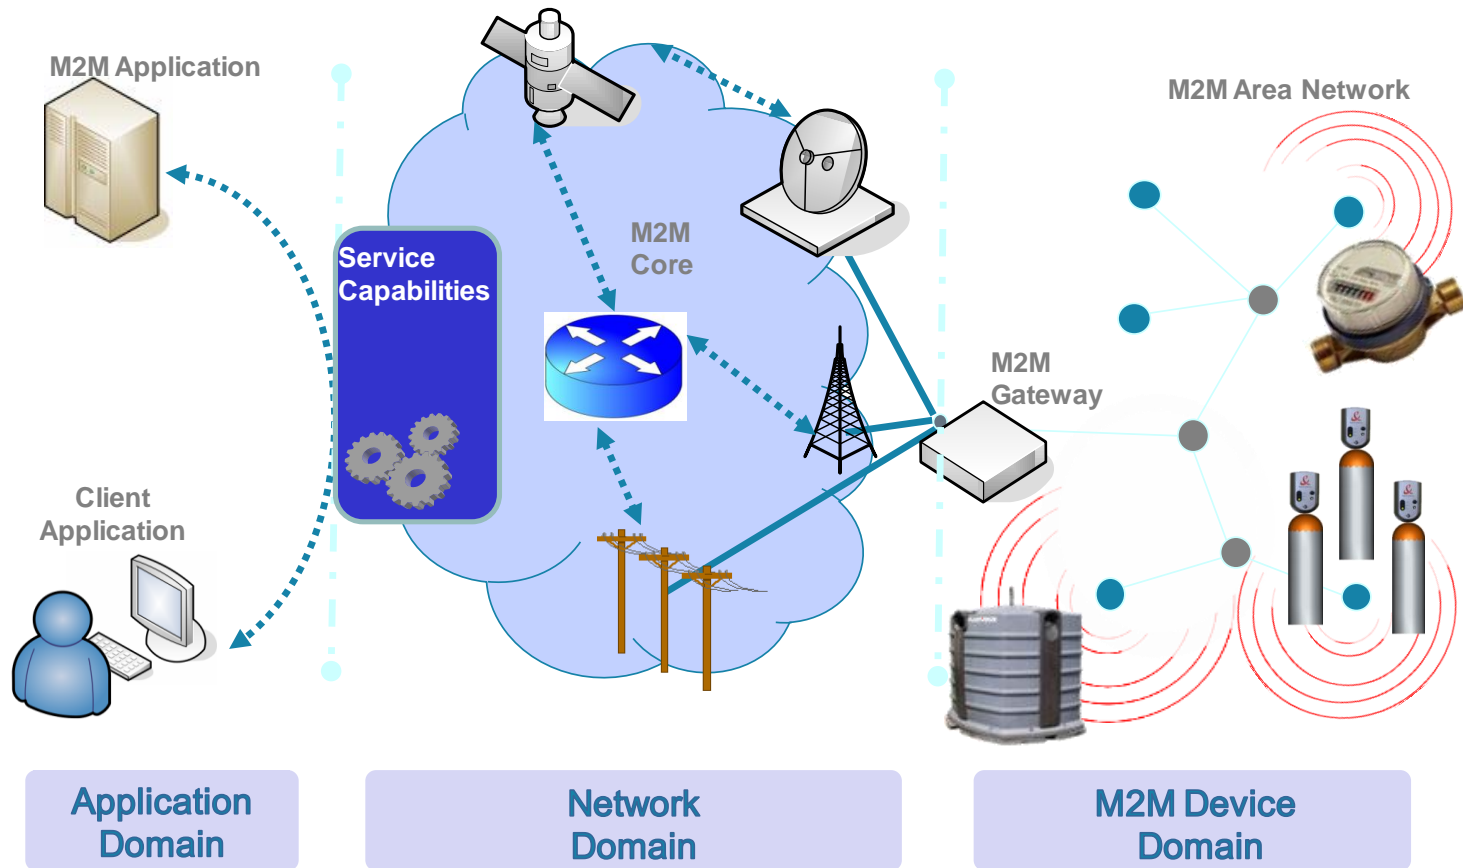 M2M Application
M2M Area Network
Service
Capabilities
M2M
Core
M2M
Gateway
Client
Application
Application
Domain
Network
Domain
M2M Device
Domain